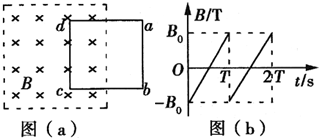 d a
B
c b
图(a)
B/T
B₀
O T 2T t/s
-B₀
图(b)